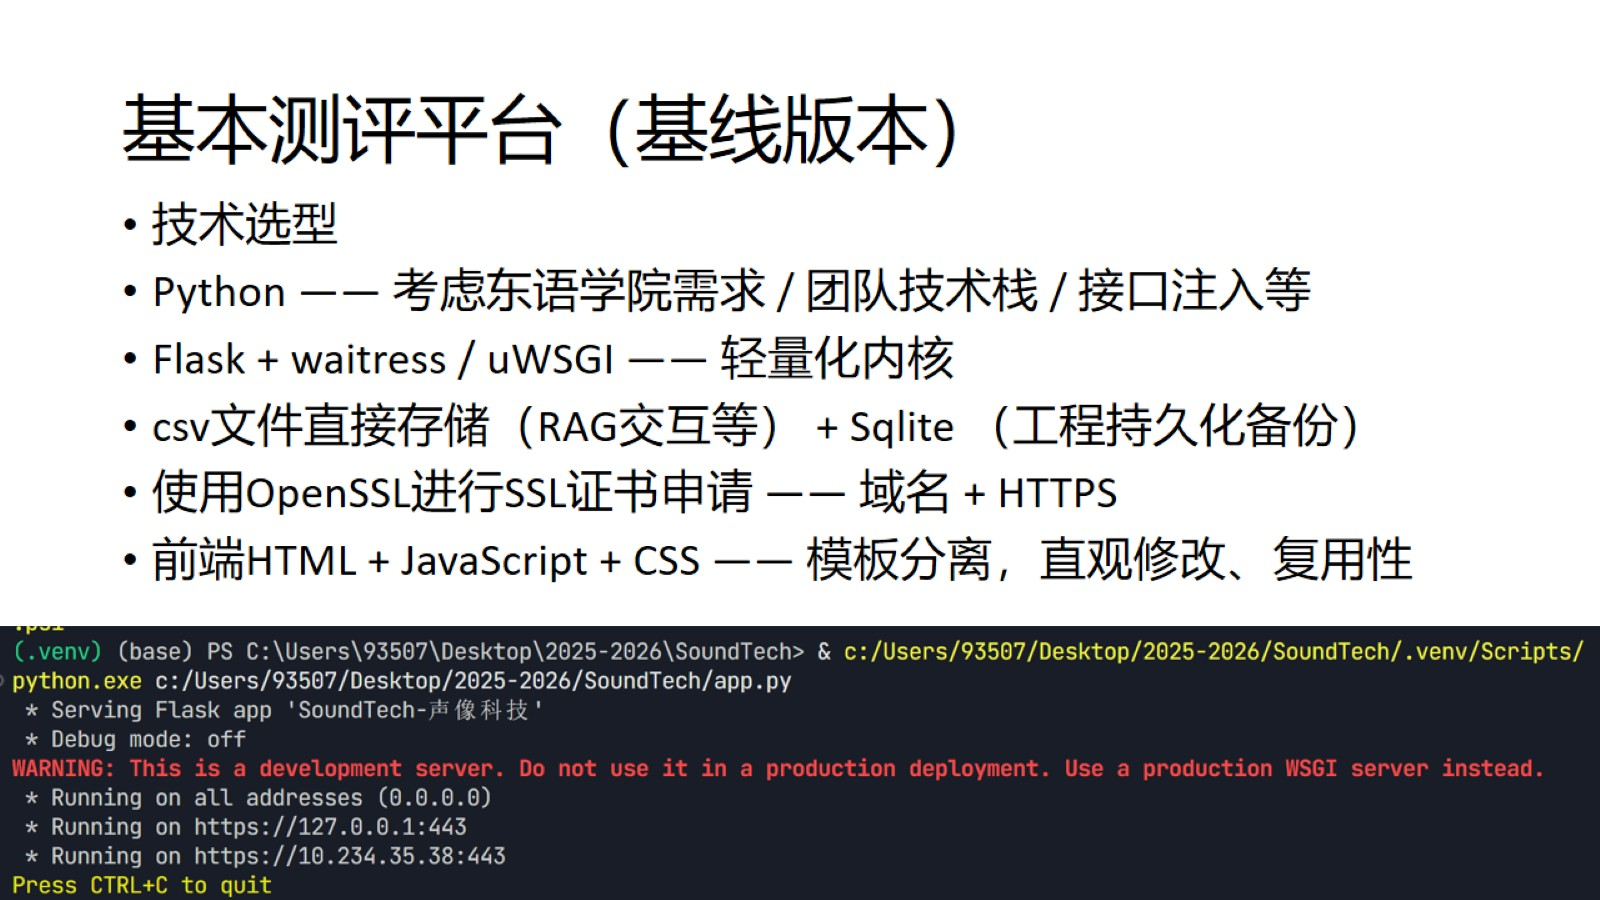 基本测评平台（基线版本）
• 技术选型
• Python —— 考虑东语学院需求 / 团队技术栈 / 接口注入等
• Flask + waitress / uWSGI —— 轻量化内核
• csv文件直接存储（RAG交互等） + Sqlite （工程持久化备份）
• 使用OpenSSL进行SSL证书申请 —— 域名 + HTTPS
• 前端HTML + JavaScript + CSS —— 模板分离，直观修改、复用性
.ps1
(.venv) (base) PS C:\Users\93507\Desktop\2025-2026\SoundTech> & c:/Users/93507/Desktop/2025-2026/SoundTech/.venv/Scripts/
python.exe c:/Users/93507/Desktop/2025-2026/SoundTech/app.py
 * Serving Flask app 'SoundTech-声像科技'
 * Debug mode: off
WARNING: This is a development server. Do not use it in a production deployment. Use a production WSGI server instead.
 * Running on all addresses (0.0.0.0)
 * Running on https://127.0.0.1:443
 * Running on https://10.234.35.38:443
Press CTRL+C to quit